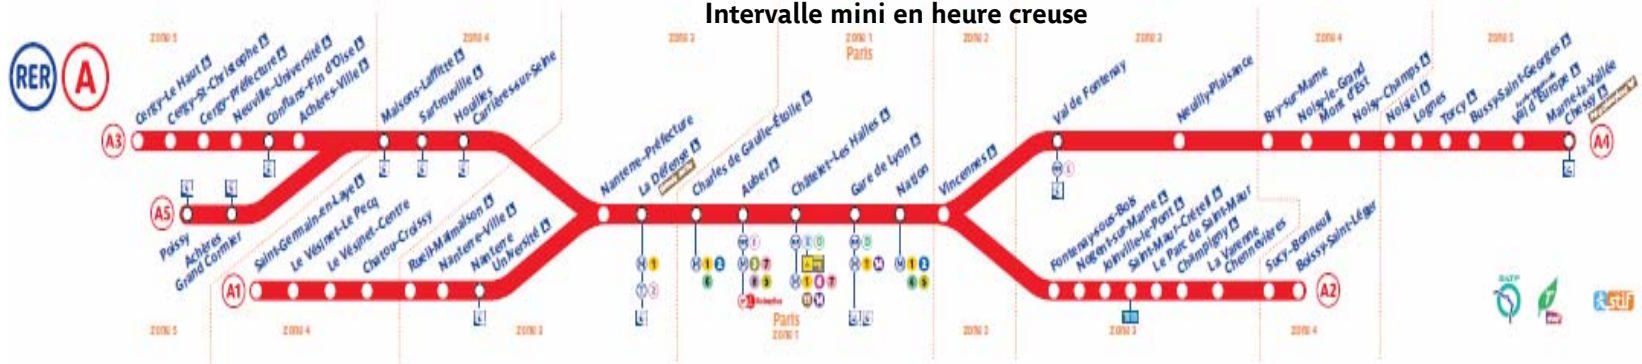 Intervalle mini en heure creuse
RER A
zone 5
zone 4
zone 3
zone 1
Paris
zone 2
zone 3
zone 4
zone 5
Cergy-Le Haut
Cergy-St-Christophe
Cergy-Préfecture
Neuville-Université
Conflans-Fin d'Oise
Achères-Ville
Maisons-Laffitte
Sartrouville
Houilles
Carrières-sur-Seine
Nanterre-Préfecture
La Défense
Charles de Gaulle-Étoile
Auber
Châtelet-Les Halles
Gare de Lyon
Nation
Vincennes
Val de Fontenay
Neuilly-Plaisance
Bry-sur-Marne
Noisy-le-Grand
Mont d'Est
Noisy-Champs
Noisiel
Lognes
Torcy
Bussy-Saint-Georges
Val d'Europe
Marne-la-Vallée
Chessy
A3
A4
A5
Poissy
Achères
Grand Cormier
Saint-Germain-en-Laye
Le Vésinet-Le Pecq
Le Vésinet-Centre
Chatou-Croissy
Rueil-Malmaison
Nanterre-Ville
Nanterre
Université
A1
Fontenay-sous-Bois
Nogent-sur-Marne
Joinville-le-Pont
Saint-Maur-Créteil
Le Parc de Saint-Maur
Champigny
La Varenne
Chennevières
Sucy-Bonneuil
Boissy-Saint-Léger
A2
RATP
stif
zone 5
zone 4
zone 3
Paris
zone 1
zone 2
zone 3
zone 4